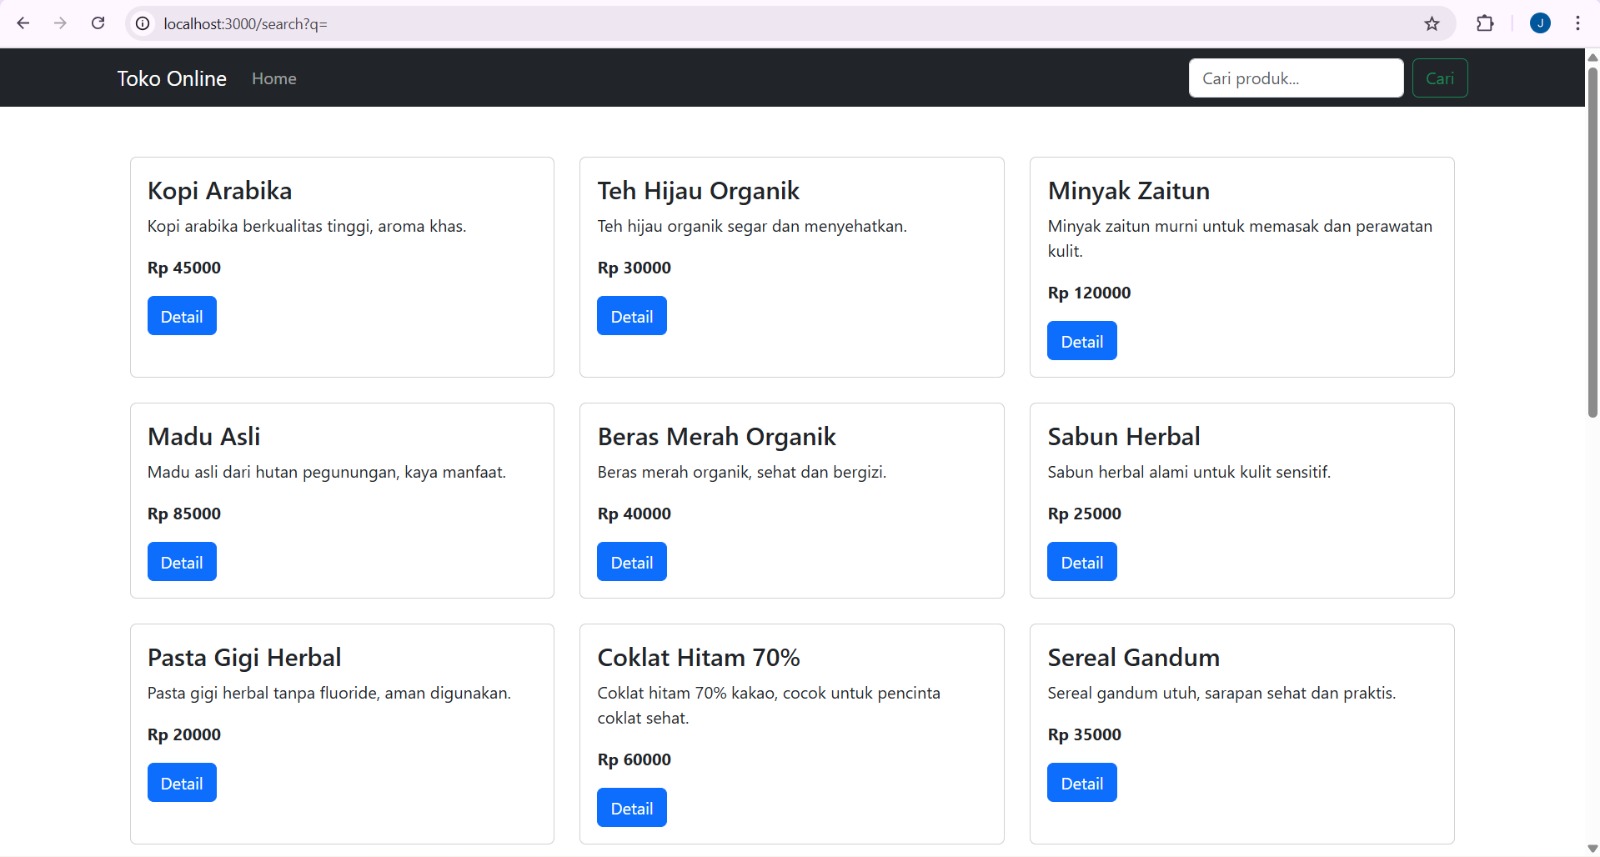 localhost:3000/search?q=
J
Toko Online
Home
Cari produk...
Cari
Kopi Arabika
Kopi arabika berkualitas tinggi, aroma khas.
Rp 45000
Detail
Teh Hijau Organik
Teh hijau organik segar dan menyehatkan.
Rp 30000
Detail
Minyak Zaitun
Minyak zaitun murni untuk memasak dan perawatan
kulit.
Rp 120000
Detail
Madu Asli
Madu asli dari hutan pegunungan, kaya manfaat.
Rp 85000
Detail
Beras Merah Organik
Beras merah organik, sehat dan bergizi.
Rp 40000
Detail
Sabun Herbal
Sabun herbal alami untuk kulit sensitif.
Rp 25000
Detail
Pasta Gigi Herbal
Pasta gigi herbal tanpa fluoride, aman digunakan.
Rp 20000
Detail
Coklat Hitam 70%
Coklat hitam 70% kakao, cocok untuk pencinta
coklat sehat.
Rp 60000
Detail
Sereal Gandum
Sereal gandum utuh, sarapan sehat dan praktis.
Rp 35000
Detail